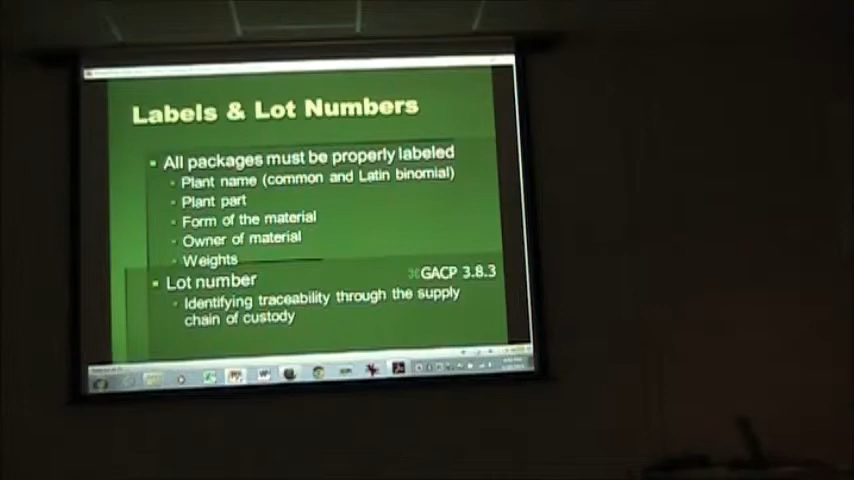 Labels & Lot Numbers
All packages must be properly labeled
Plant name (common and Latin binomial)
Plant part
Form of the material
Owner of material
Weights
Lot number
GACP 3.8.3
Identifying traceability through the supply
chain of custody